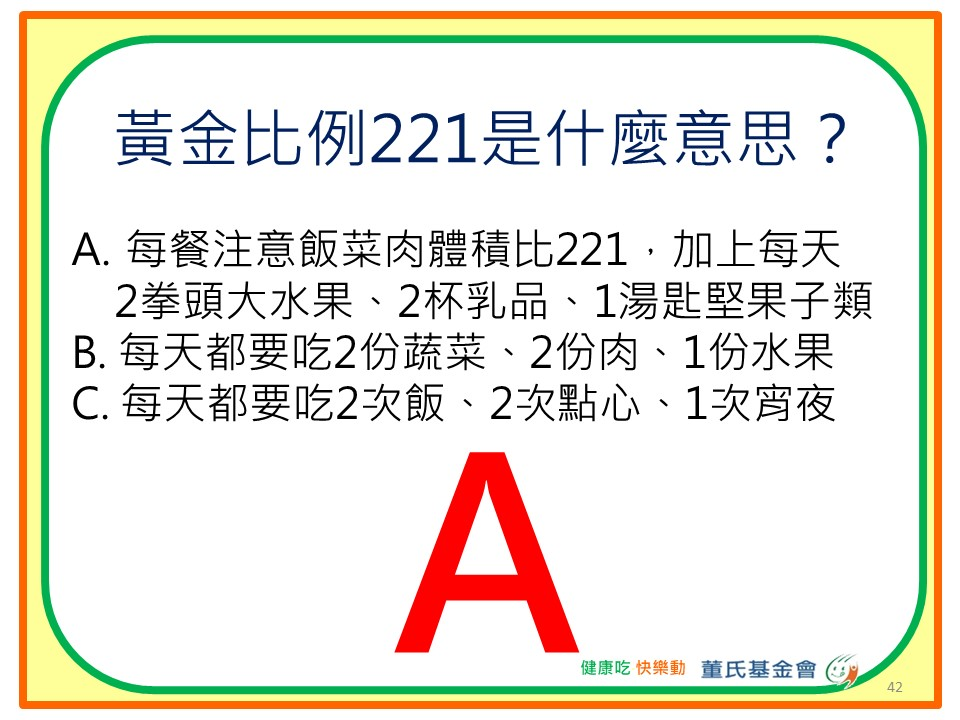 黃金比例221是什麼意思？
A. 每餐注意飯菜肉體積比221，加上每天
2拳頭大水果、2杯乳品、1湯匙堅果子類
B. 每天都要吃2份蔬菜、2份肉、1份水果
C. 每天都要吃2次飯、2次點心、1次宵夜
A
健康吃 快樂動 董氏基金會
42